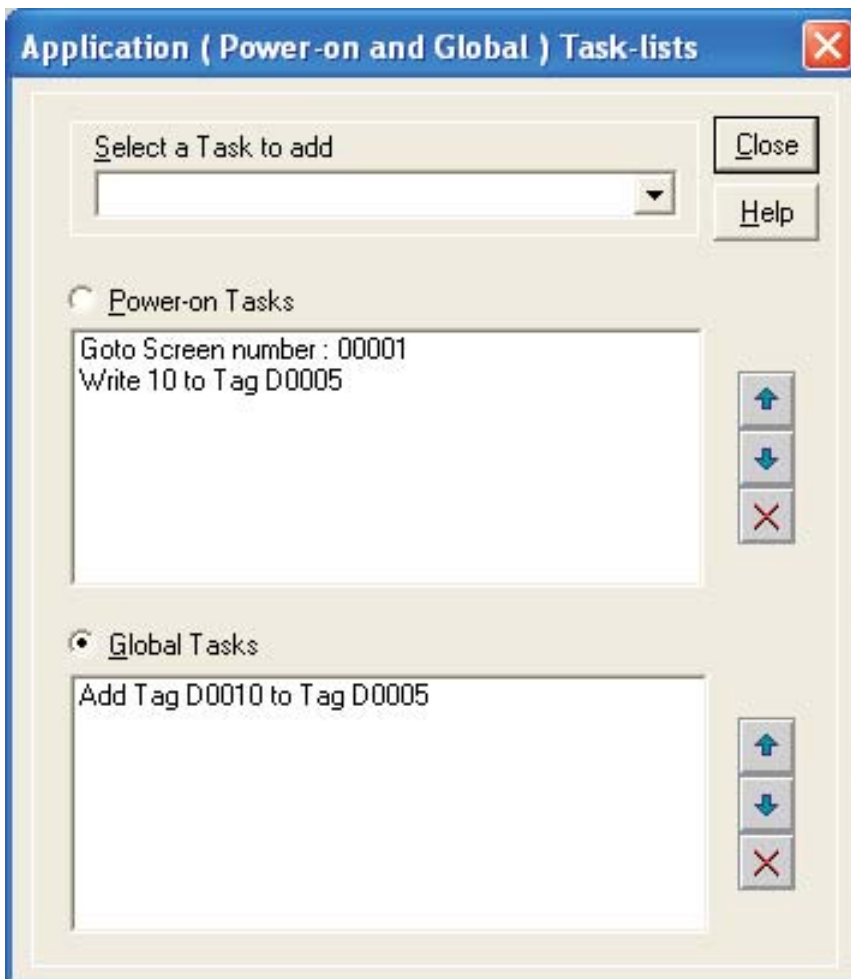 Application ( Power-on and Global ) Task-lists
Select a Task to add
Close
Help
Power-on Tasks
Goto Screen number : 00001
Write 10 to Tag D0005
Global Tasks
Add Tag D0010 to Tag D0005